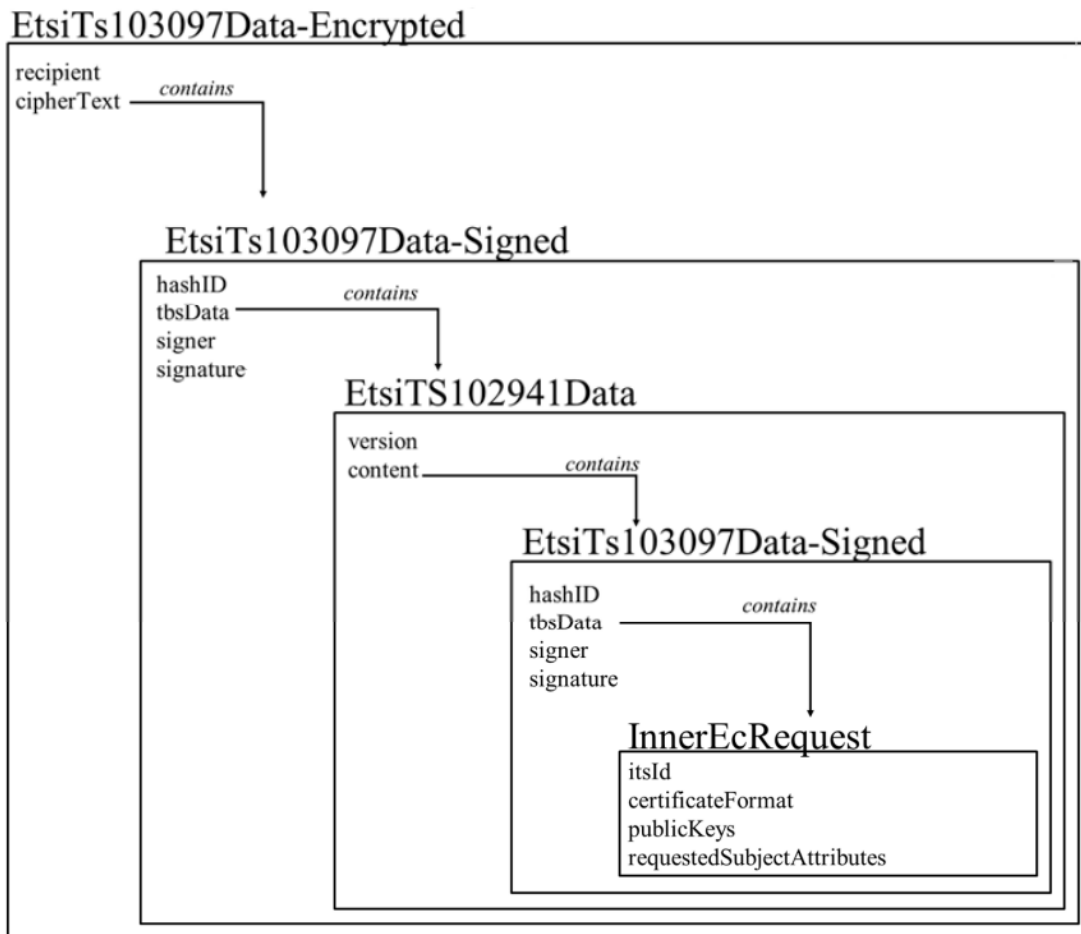 EtsiTs103097Data-Encrypted
recipient
cipherText
contains
EtsiTs103097Data-Signed
hashID
tbsData
signer
signature
contains
EtsiTS102941Data
version
content
contains
EtsiTs103097Data-Signed
hashID
tbsData
signer
signature
contains
InnerEcRequest
itsId
certificateFormat
publicKeys
requestedSubjectAttributes